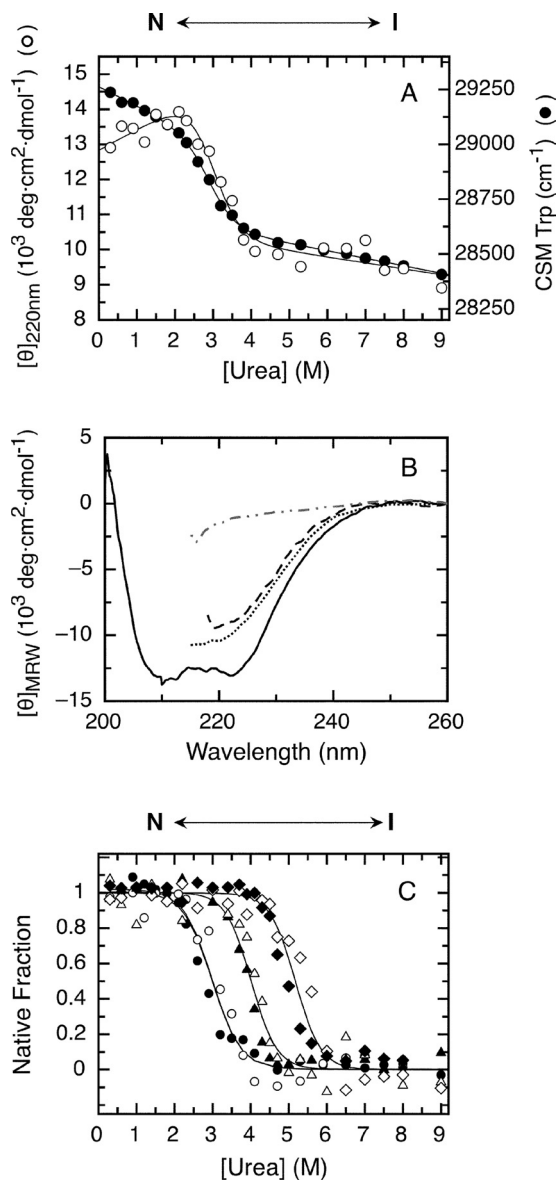 N I
A
[θ]220nm (10³ deg·cm²·dmol⁻¹) (○)
15
14
13
12
11
10
9
8
29250
29000
28750
28500
28250
CSM Trp (cm⁻¹) (●)
0 1 2 3 4 5 6 7 8 9
[Urea] (M)
B
[θ]MRW (10³ deg·cm²·dmol⁻¹)
5
0
−5
−10
−15
200 220 240 260
Wavelength (nm)
N I
C
Native Fraction
1
0.8
0.6
0.4
0.2
0
0 1 2 3 4 5 6 7 8 9
[Urea] (M)